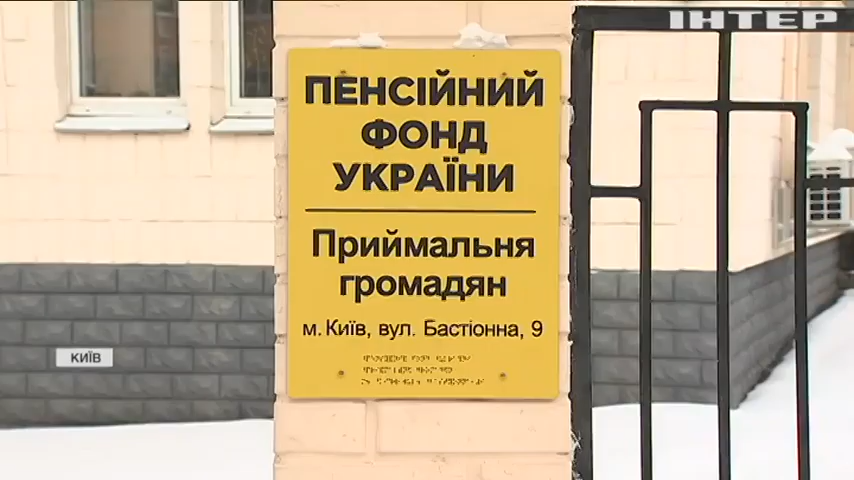 ІНТЕР
ПЕНСІЙНИЙ
ФОНД
УКРАЇНИ
Приймальня
громадян
м. Київ, вул. Бастіонна, 9
КИЇВ